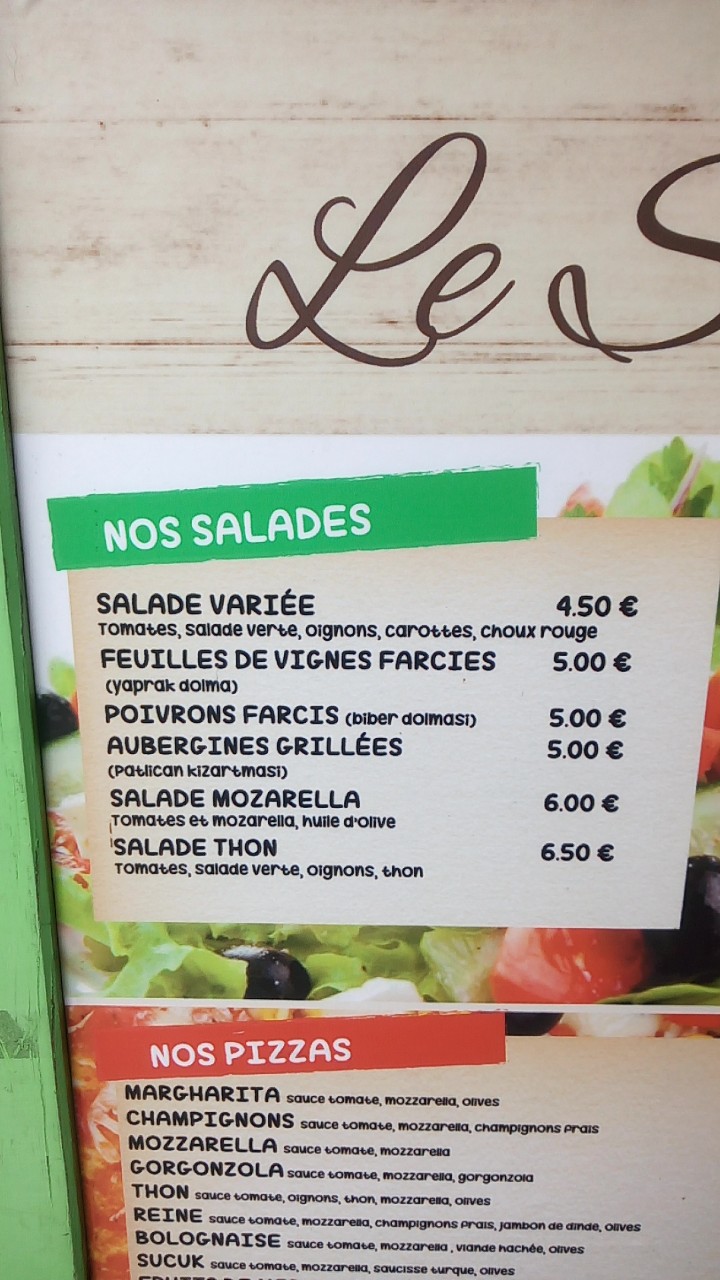 Le S
NOS SALADES
SALADE VARIÉE 4.50 €
Tomates, salade verte, oignons, carottes, choux rouge
FEUILLES DE VIGNES FARCIES 5.00 €
(yaprak dolma)
POIVRONS FARCIS (biber dolmasi) 5.00 €
AUBERGINES GRILLÉES 5.00 €
(patlican kizartmasi)
SALADE MOZARELLA 6.00 €
Tomates et mozarella, huile d'olive
SALADE THON 6.50 €
Tomates, salade verte, oignons, thon
NOS PIZZAS
MARGHARITA sauce tomate, mozzarella, olives
CHAMPIGNONS sauce tomate, mozzarella, champignons frais
MOZZARELLA sauce tomate, mozzarella
GORGONZOLA sauce tomate, mozzarella, gorgonzola
THON sauce tomate, oignons, thon, mozzarella, olives
REINE sauce tomate, mozzarella, champignons frais, jambon de dinde, olives
BOLOGNAISE sauce tomate, mozzarella , viande hachée, olives
SUCUK sauce tomate, mozzarella, saucisse turque, olives